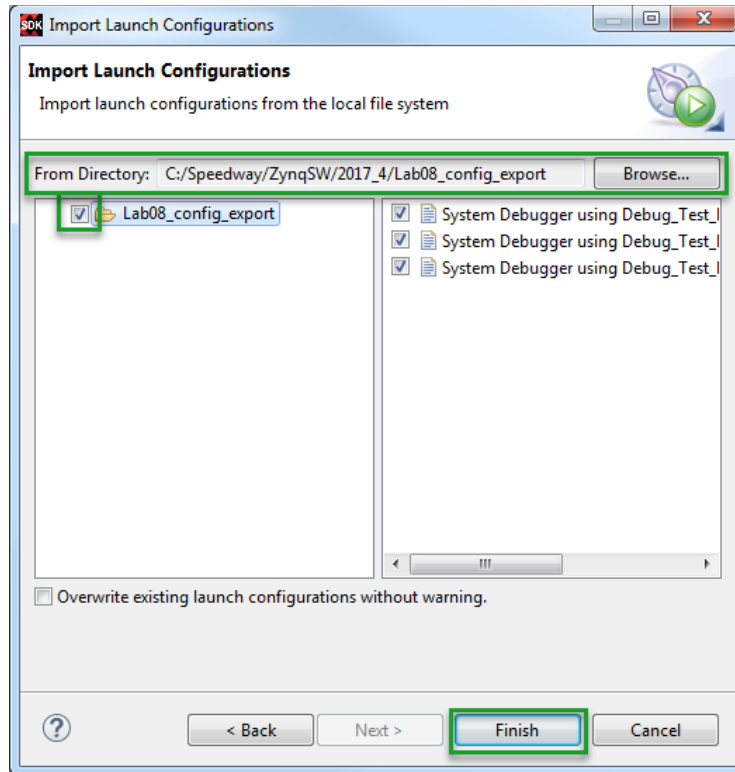 SDK Import Launch Configurations
Import Launch Configurations
Import launch configurations from the local file system
From Directory: C:/Speedway/ZynqSW/2017_4/Lab08_config_export Browse...
Lab08_config_export
System Debugger using Debug_Test_
System Debugger using Debug_Test_
System Debugger using Debug_Test_
Overwrite existing launch configurations without warning.
? < Back Next > Finish Cancel